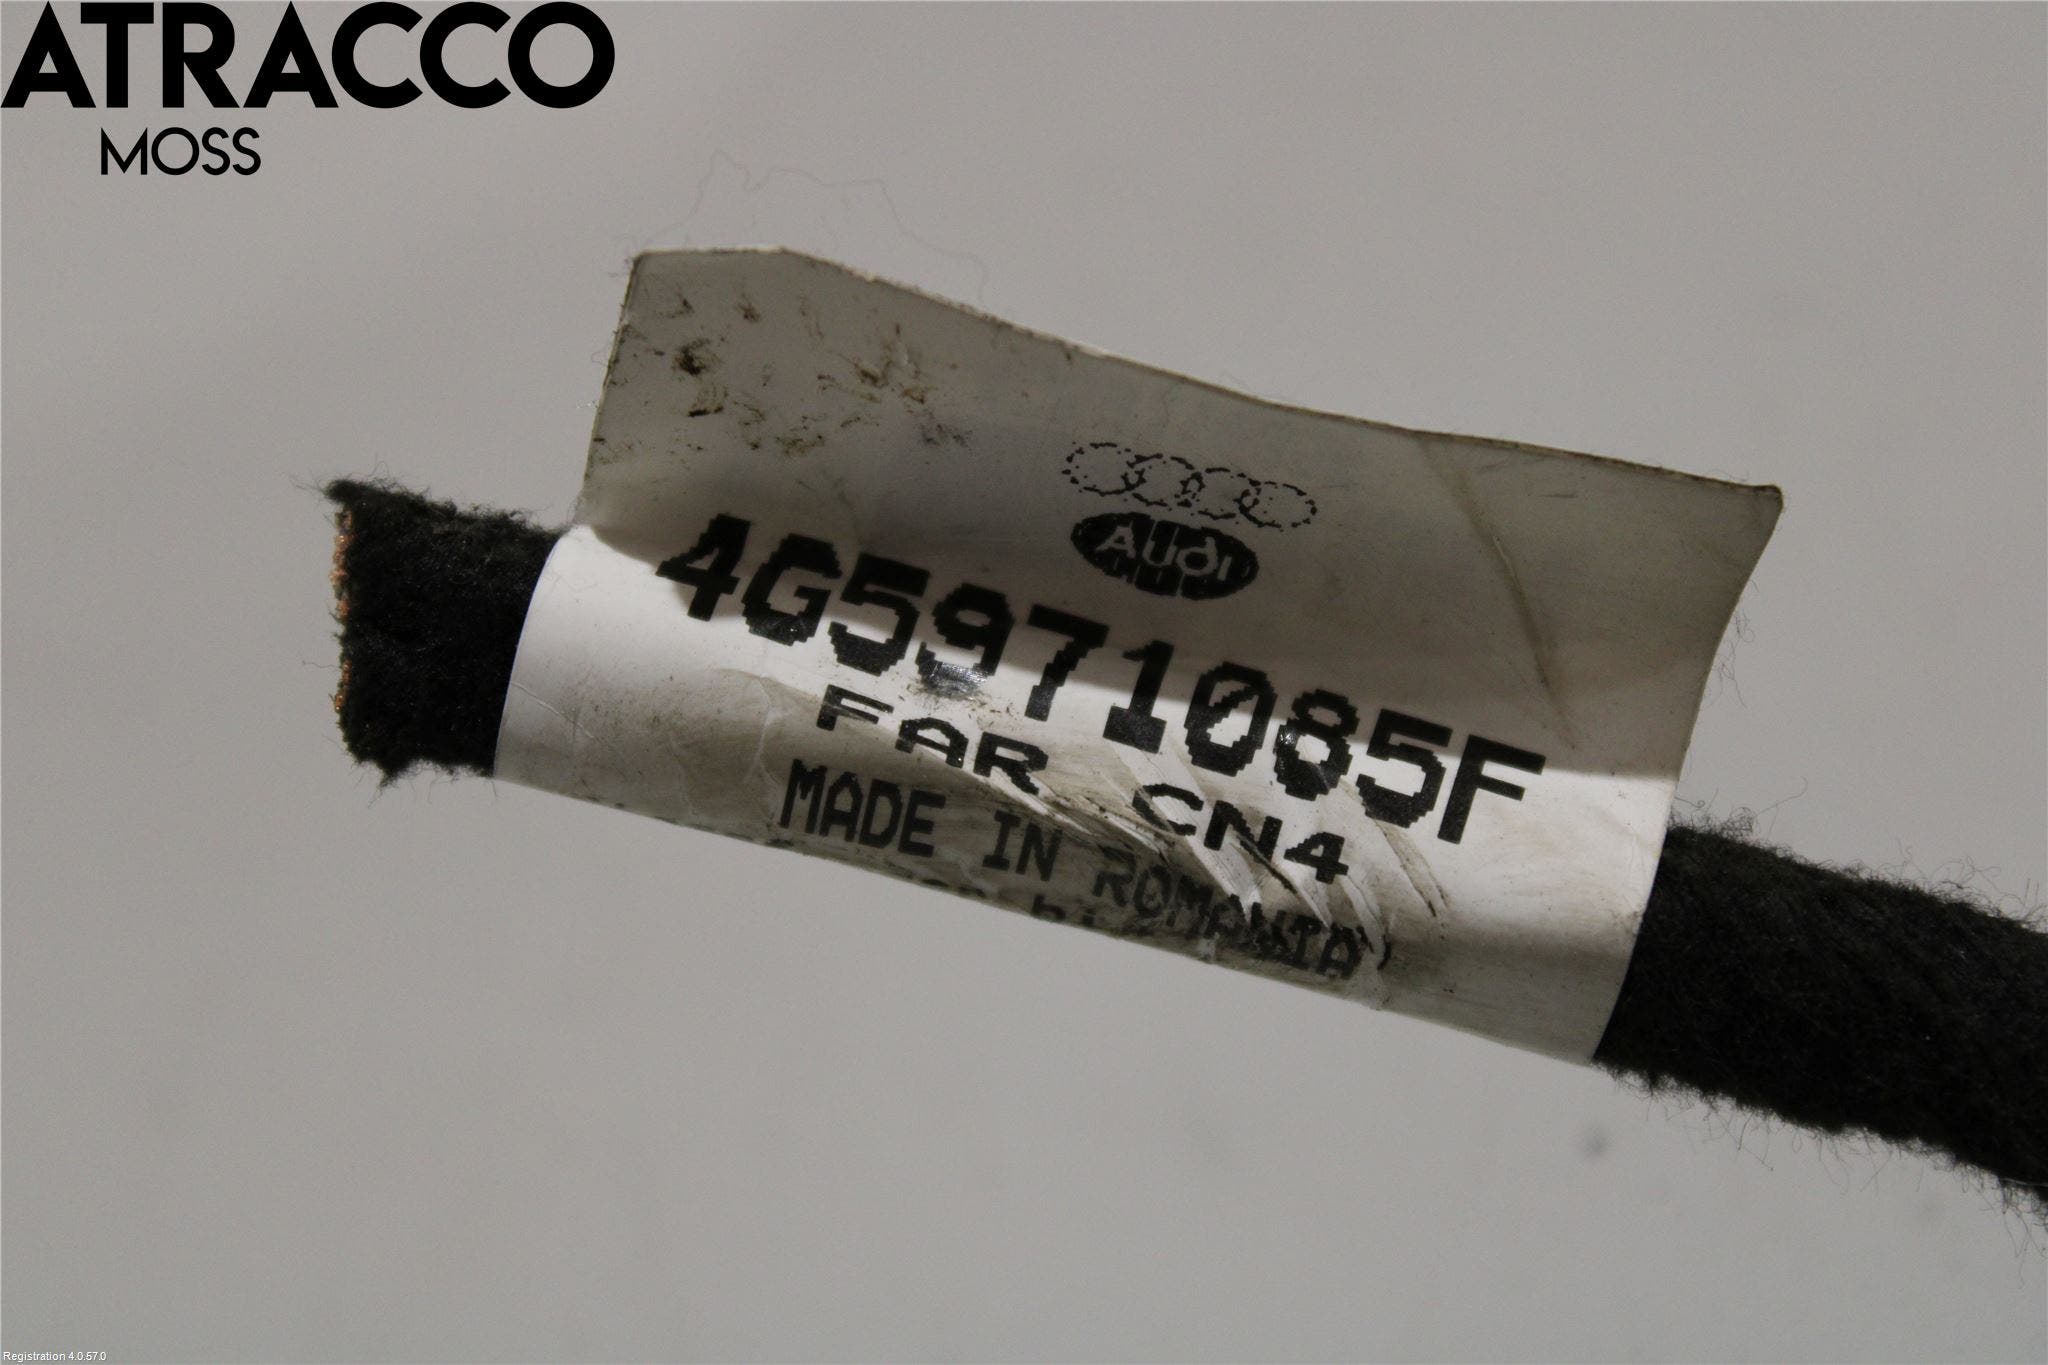 ATRACCO
MOSS
Audi
4G5971085F
FAR CN4
MADE IN ROMANIA
Registration 4.0.57.0